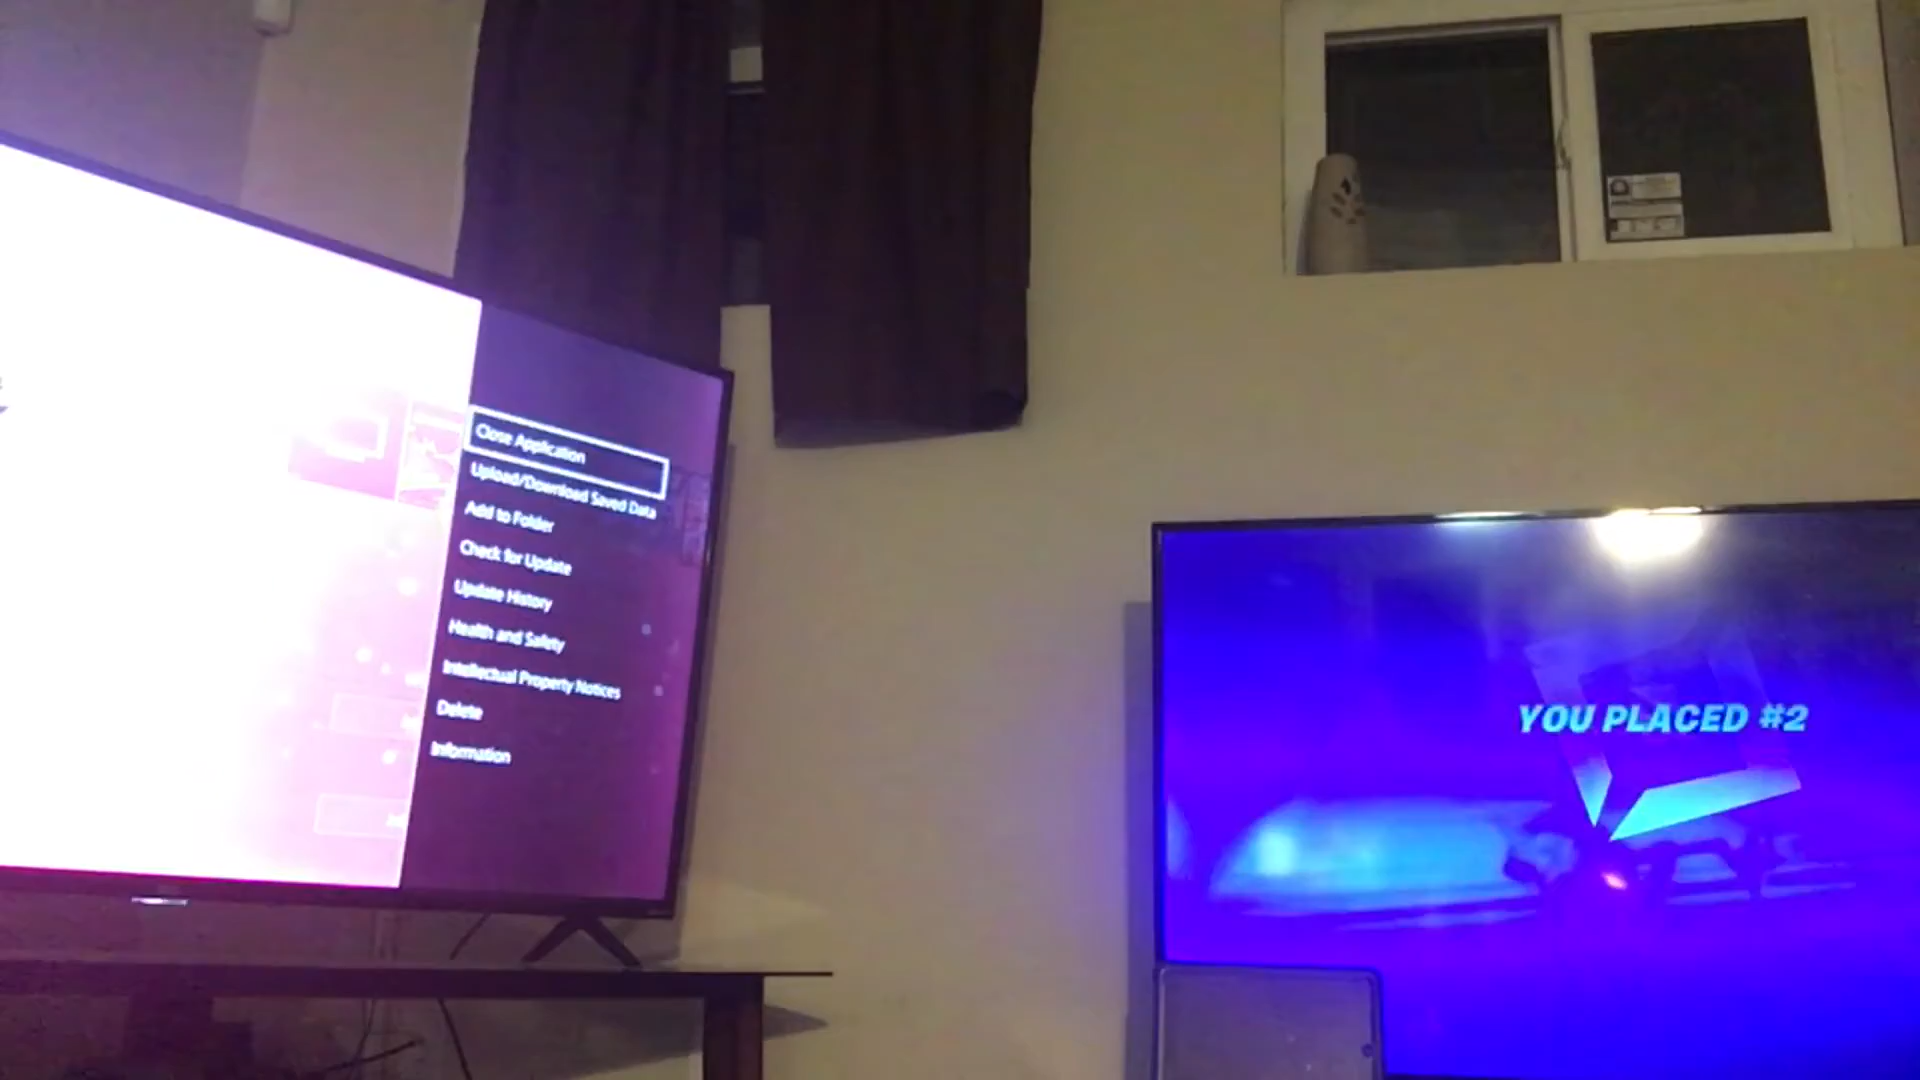 Close Application
Upload/Download Saved Data
Add to Folder
Check for Update
Update History
Health and Safety
Intellectual Property Notices
Delete
Information
YOU PLACED #2